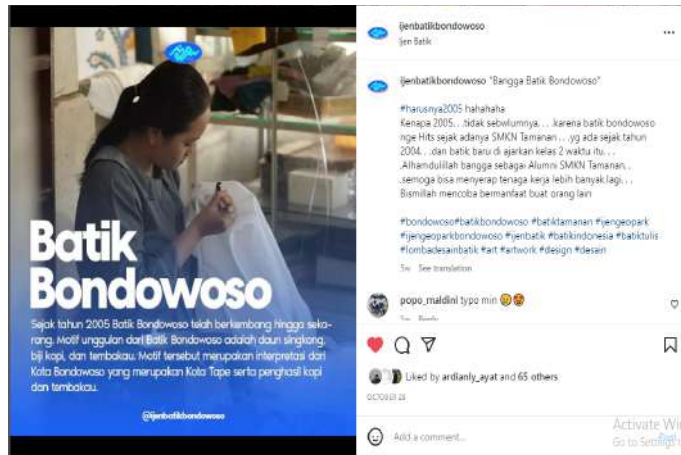 Batik
Bondowoso
Sejak tahun 2005 Batik Bondowoso telah berkembang hingga seka-
rang. Motif unggulan dari Batik Bondowoso adalah daun singkong,
biji kopi, dan tembakau. Motif tersebut merupakan interpretasi dari
Kota Bondowoso yang merupakan Kota Tape serta penghasil kopi
dan tembakau.
@ijenbatikbondowoso
ijenbatikbondowoso
Ijen Batik
ijenbatikbondowoso "Bangga Batik Bondowoso"
#harusnya2005 hahahaha
Kenapa 2005. . .tidak sebwlumnya. . . .karena batik bondowoso
nge Hits sejak adanya SMKN Tamanan . . .yg ada sejak tahun
2004. . .dan batik baru di ajarkan kelas 2 waktu itu. . .
.Alhamdulillah bangga sebagai Alumni SMKN Tamanan. .
.semoga bisa menyerap tenaga kerja lebih banyak lagi. . .
Bismillah mencoba bermanfaat buat orang lain
#bondowoso#batikbondowoso #batiktamanan #ijengeopark
#ijengeoparkbondowoso #ijenbatik #batikindonesia #batiktulis
#lombadesainbatik #art #artwork #design #desain
See translation
popo_maldini typo min
Liked by ardianly_ayat and 65 others
OCTOBER 28
Add a comment...
Activate Wi
Go to Settings